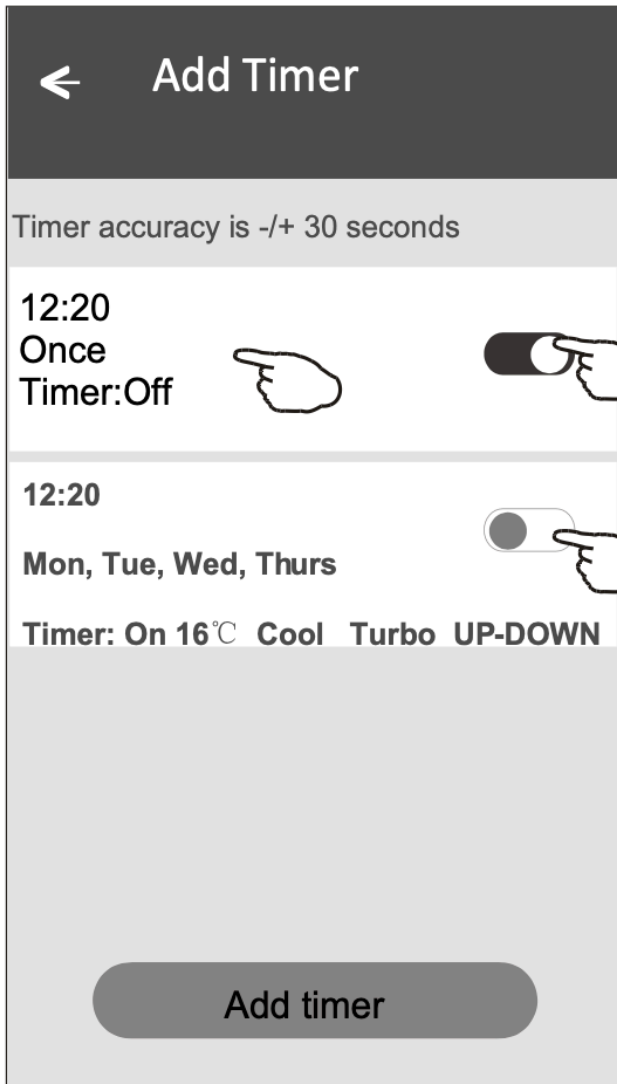 Add Timer
Timer accuracy is -/+ 30 seconds
12:20
Once
Timer:Off
12:20
Mon, Tue, Wed, Thurs
Timer: On 16℃ Cool Turbo UP-DOWN
Add timer